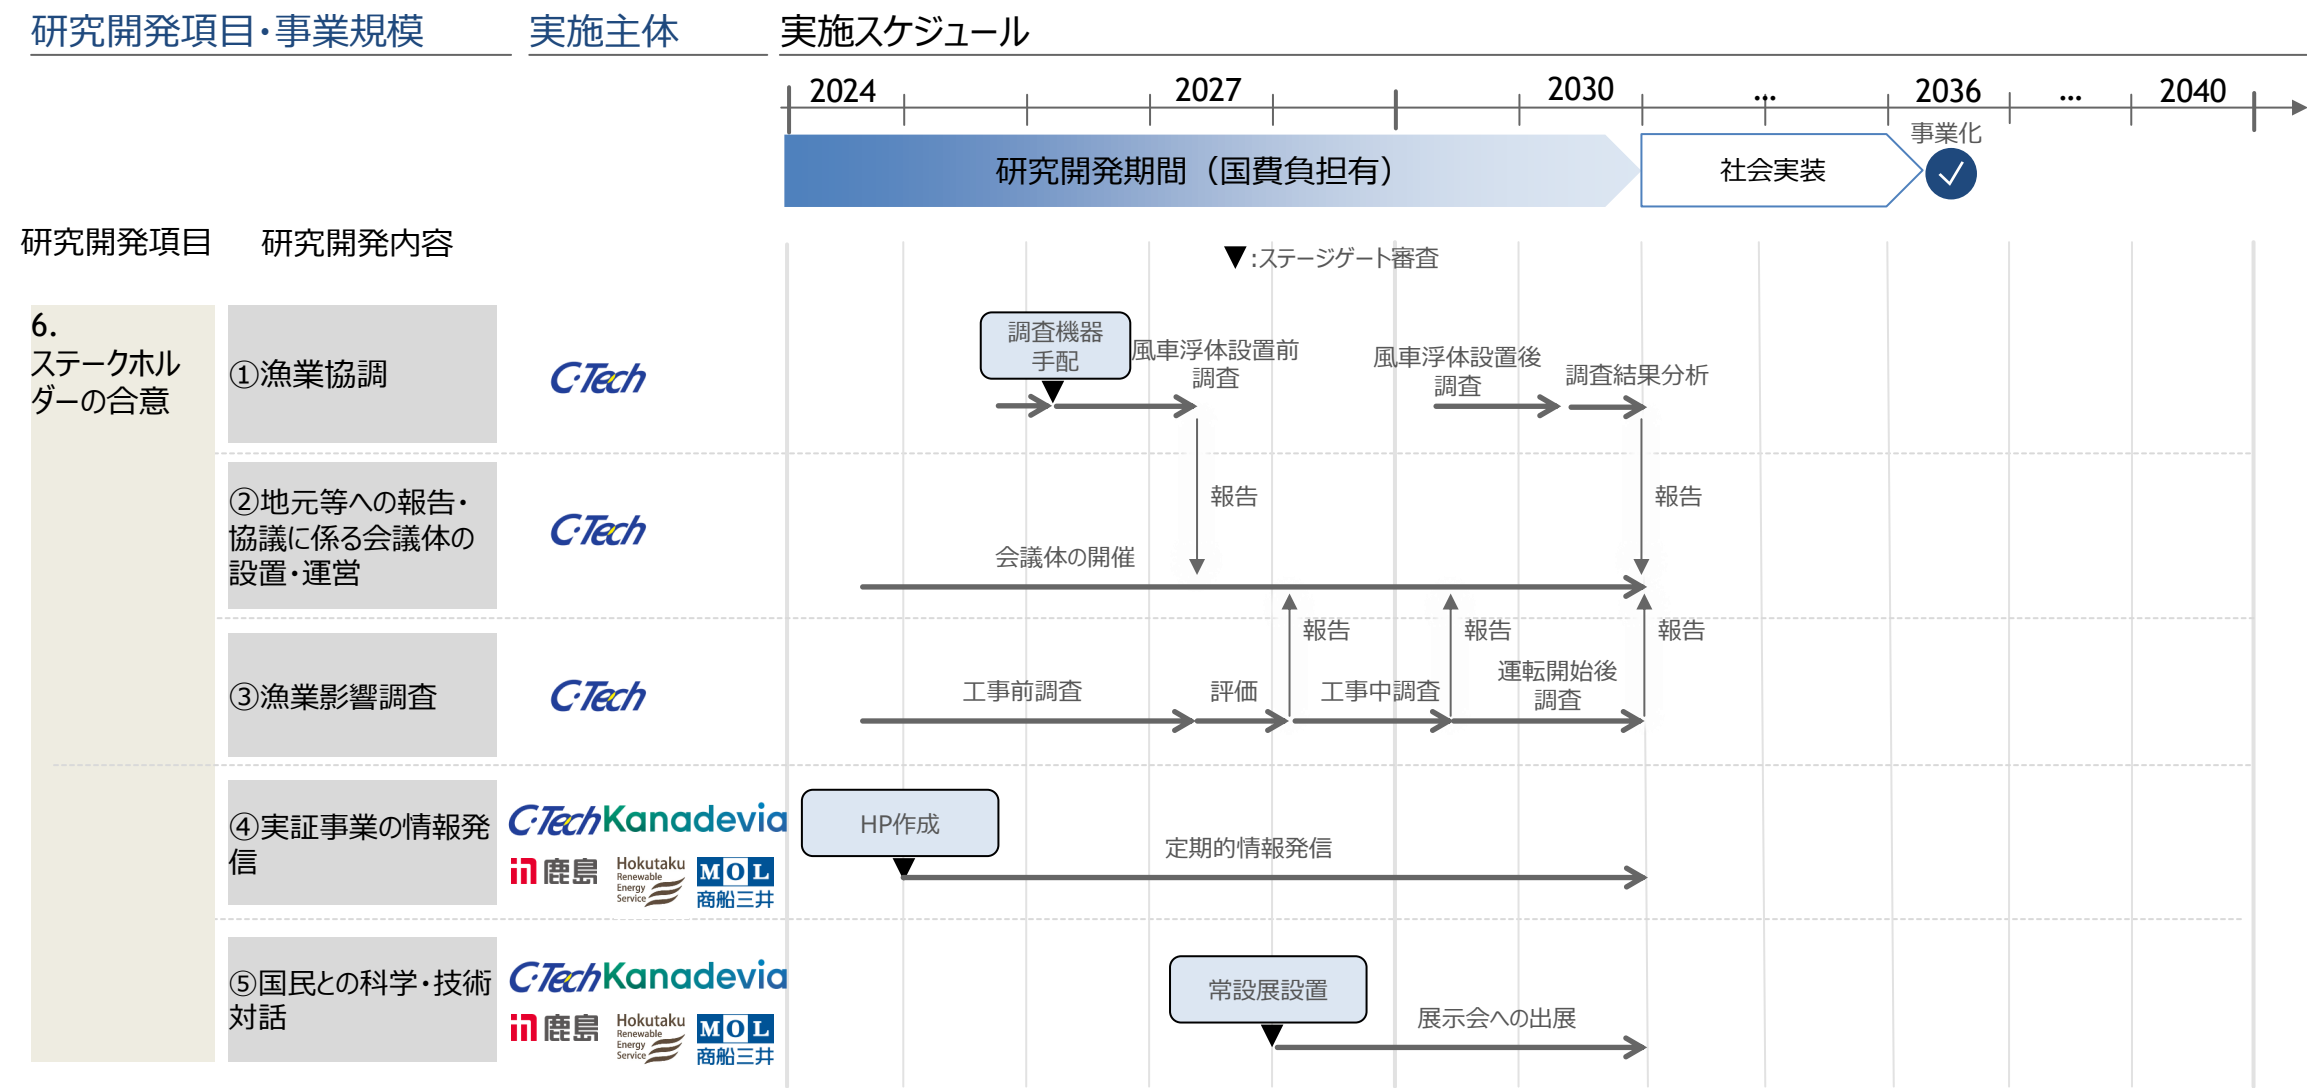 研究開発項目・事業規模
実施主体
実施スケジュール
2024
2027
2030
…
2036
…
2040
研究開発期間（国費負担有）
社会実装
事業化
研究開発項目
研究開発内容
▼:ステージゲート審査
6.
ステークホル
ダーの合意
①漁業協調
C-Tech
調査機器
手配
風車浮体設置前
調査
風車浮体設置後
調査
調査結果分析
②地元等への報告・
協議に係る会議体の
設置・運営
C-Tech
報告
報告
会議体の開催
③漁業影響調査
C-Tech
報告
報告
報告
工事前調査
評価
工事中調査
運転開始後
調査
④実証事業の情報発
信
C-Tech
Kanadevia
鹿島
Hokutaku
Renewable
Energy
Service
MOL
商船三井
HP作成
定期的情報発信
⑤国民との科学・技術
対話
C-Tech
Kanadevia
鹿島
Hokutaku
Renewable
Energy
Service
MOL
商船三井
常設展設置
展示会への出展